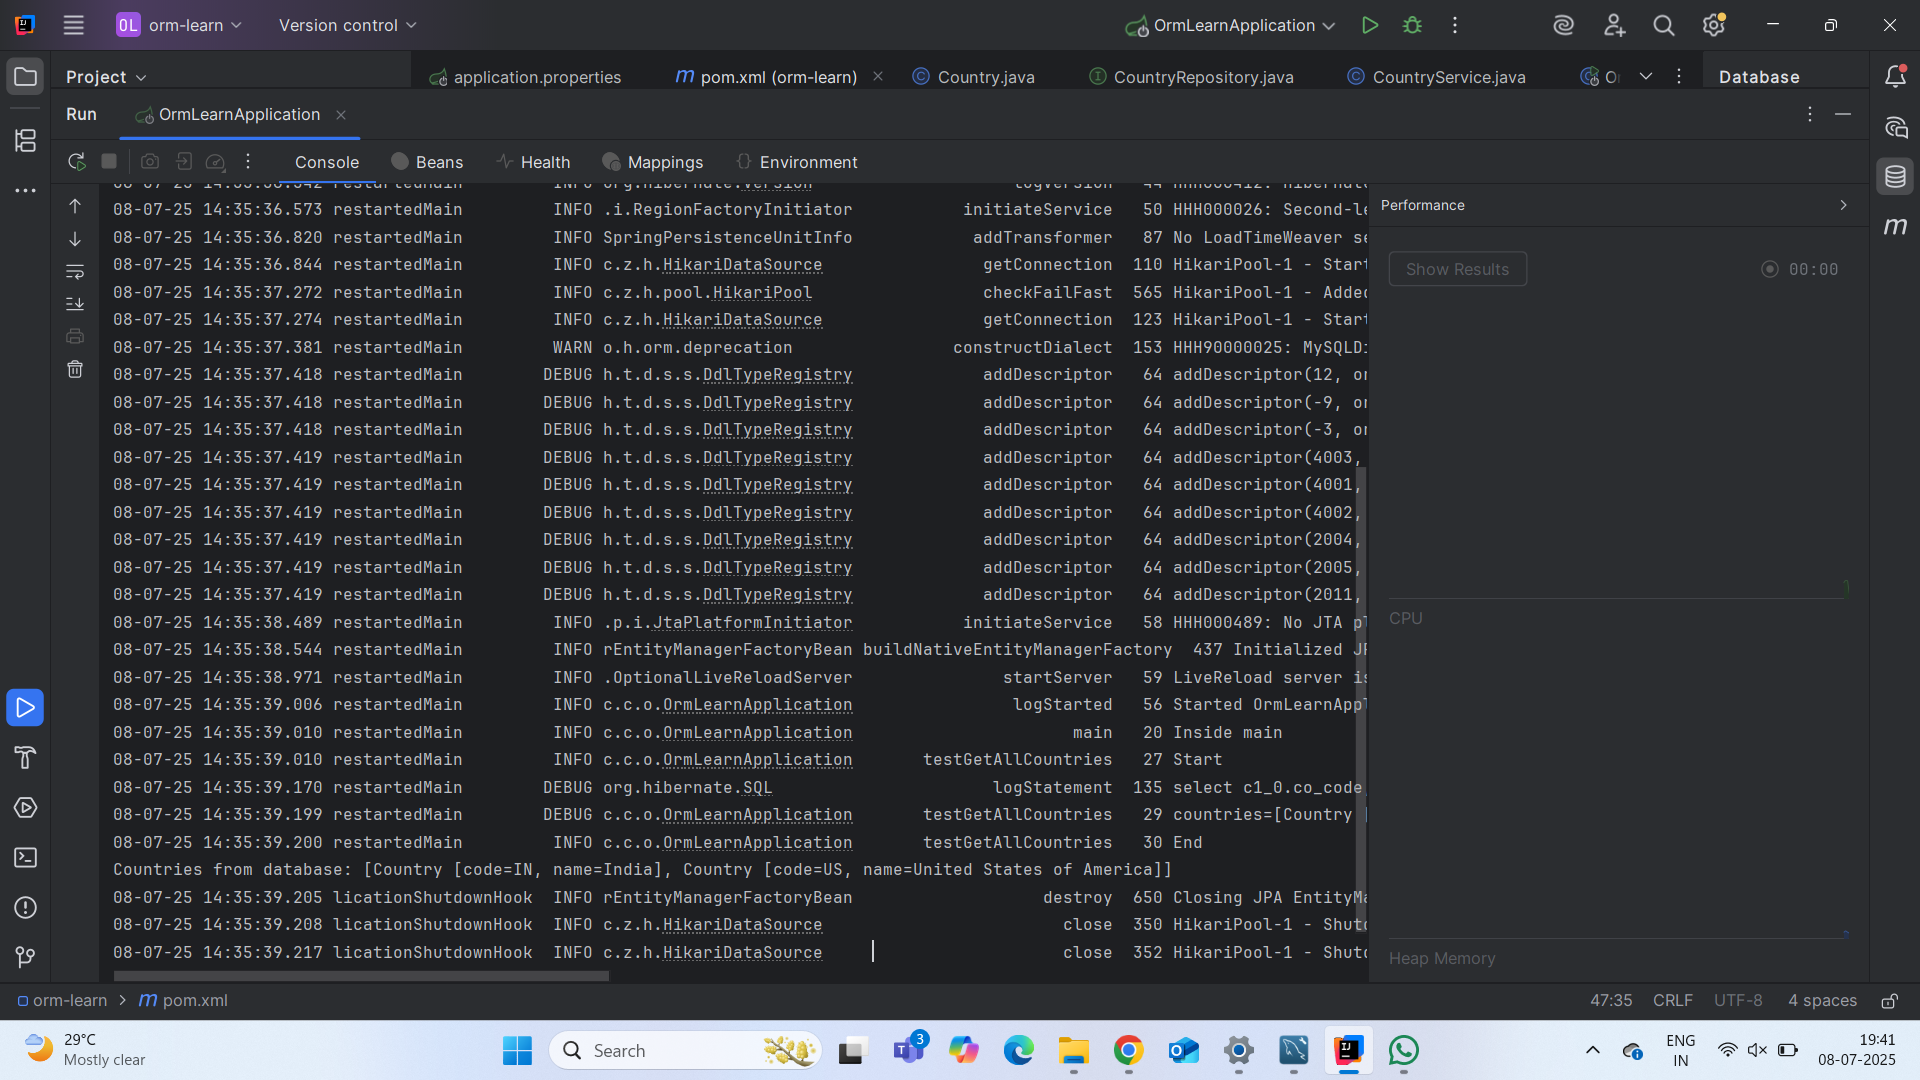 OL orm-learn Version control OrmLearnApplication
Project application.properties pom.xml (orm-learn) Country.java CountryRepository.java CountryService.java Database
Run OrmLearnApplication
Console Beans Health Mappings Environment
08-07-25 14:35:36.573 restartedMain INFO .i.RegionFactoryInitiator initiateService 50 HHH000026: Second-le
08-07-25 14:35:36.820 restartedMain INFO SpringPersistenceUnitInfo addTransformer 87 No LoadTimeWeaver se
08-07-25 14:35:36.844 restartedMain INFO c.z.h.HikariDataSource getConnection 110 HikariPool-1 - Start
08-07-25 14:35:37.272 restartedMain INFO c.z.h.pool.HikariPool checkFailFast 565 HikariPool-1 - Added
08-07-25 14:35:37.274 restartedMain INFO c.z.h.HikariDataSource getConnection 123 HikariPool-1 - Start
08-07-25 14:35:37.381 restartedMain WARN o.h.orm.deprecation constructDialect 153 HHH90000025: MySQLDi
08-07-25 14:35:37.418 restartedMain DEBUG h.t.d.s.s.DdlTypeRegistry addDescriptor 64 addDescriptor(12, or
08-07-25 14:35:37.418 restartedMain DEBUG h.t.d.s.s.DdlTypeRegistry addDescriptor 64 addDescriptor(-9, or
08-07-25 14:35:37.418 restartedMain DEBUG h.t.d.s.s.DdlTypeRegistry addDescriptor 64 addDescriptor(-3, or
08-07-25 14:35:37.419 restartedMain DEBUG h.t.d.s.s.DdlTypeRegistry addDescriptor 64 addDescriptor(4003,
08-07-25 14:35:37.419 restartedMain DEBUG h.t.d.s.s.DdlTypeRegistry addDescriptor 64 addDescriptor(4001,
08-07-25 14:35:37.419 restartedMain DEBUG h.t.d.s.s.DdlTypeRegistry addDescriptor 64 addDescriptor(4002,
08-07-25 14:35:37.419 restartedMain DEBUG h.t.d.s.s.DdlTypeRegistry addDescriptor 64 addDescriptor(2004,
08-07-25 14:35:37.419 restartedMain DEBUG h.t.d.s.s.DdlTypeRegistry addDescriptor 64 addDescriptor(2005,
08-07-25 14:35:37.419 restartedMain DEBUG h.t.d.s.s.DdlTypeRegistry addDescriptor 64 addDescriptor(2011,
08-07-25 14:35:38.489 restartedMain INFO .p.i.JtaPlatformInitiator initiateService 58 HHH000489: No JTA pl
08-07-25 14:35:38.544 restartedMain INFO rEntityManagerFactoryBean buildNativeEntityManagerFactory 437 Initialized JP
08-07-25 14:35:38.971 restartedMain INFO .OptionalLiveReloadServer startServer 59 LiveReload server is
08-07-25 14:35:39.006 restartedMain INFO c.c.o.OrmLearnApplication logStarted 56 Started OrmLearnAppl
08-07-25 14:35:39.010 restartedMain INFO c.c.o.OrmLearnApplication main 20 Inside main
08-07-25 14:35:39.010 restartedMain INFO c.c.o.OrmLearnApplication testGetAllCountries 27 Start
08-07-25 14:35:39.170 restartedMain DEBUG org.hibernate.SQL logStatement 135 select c1_0.co_code
08-07-25 14:35:39.199 restartedMain DEBUG c.c.o.OrmLearnApplication testGetAllCountries 29 countries=[Country [
08-07-25 14:35:39.200 restartedMain INFO c.c.o.OrmLearnApplication testGetAllCountries 30 End
Countries from database: [Country [code=IN, name=India], Country [code=US, name=United States of America]]
08-07-25 14:35:39.205 licationShutdownHook INFO rEntityManagerFactoryBean destroy 650 Closing JPA EntityMa
08-07-25 14:35:39.208 licationShutdownHook INFO c.z.h.HikariDataSource close 350 HikariPool-1 - Shutd
08-07-25 14:35:39.217 licationShutdownHook INFO c.z.h.HikariDataSource close 352 HikariPool-1 - Shutd
Performance
Show Results 00:00
CPU
Heap Memory
orm-learn > pom.xml 47:35 CRLF UTF-8 4 spaces
29°C
Mostly clear
Search
3
ENG
IN
19:41
08-07-2025